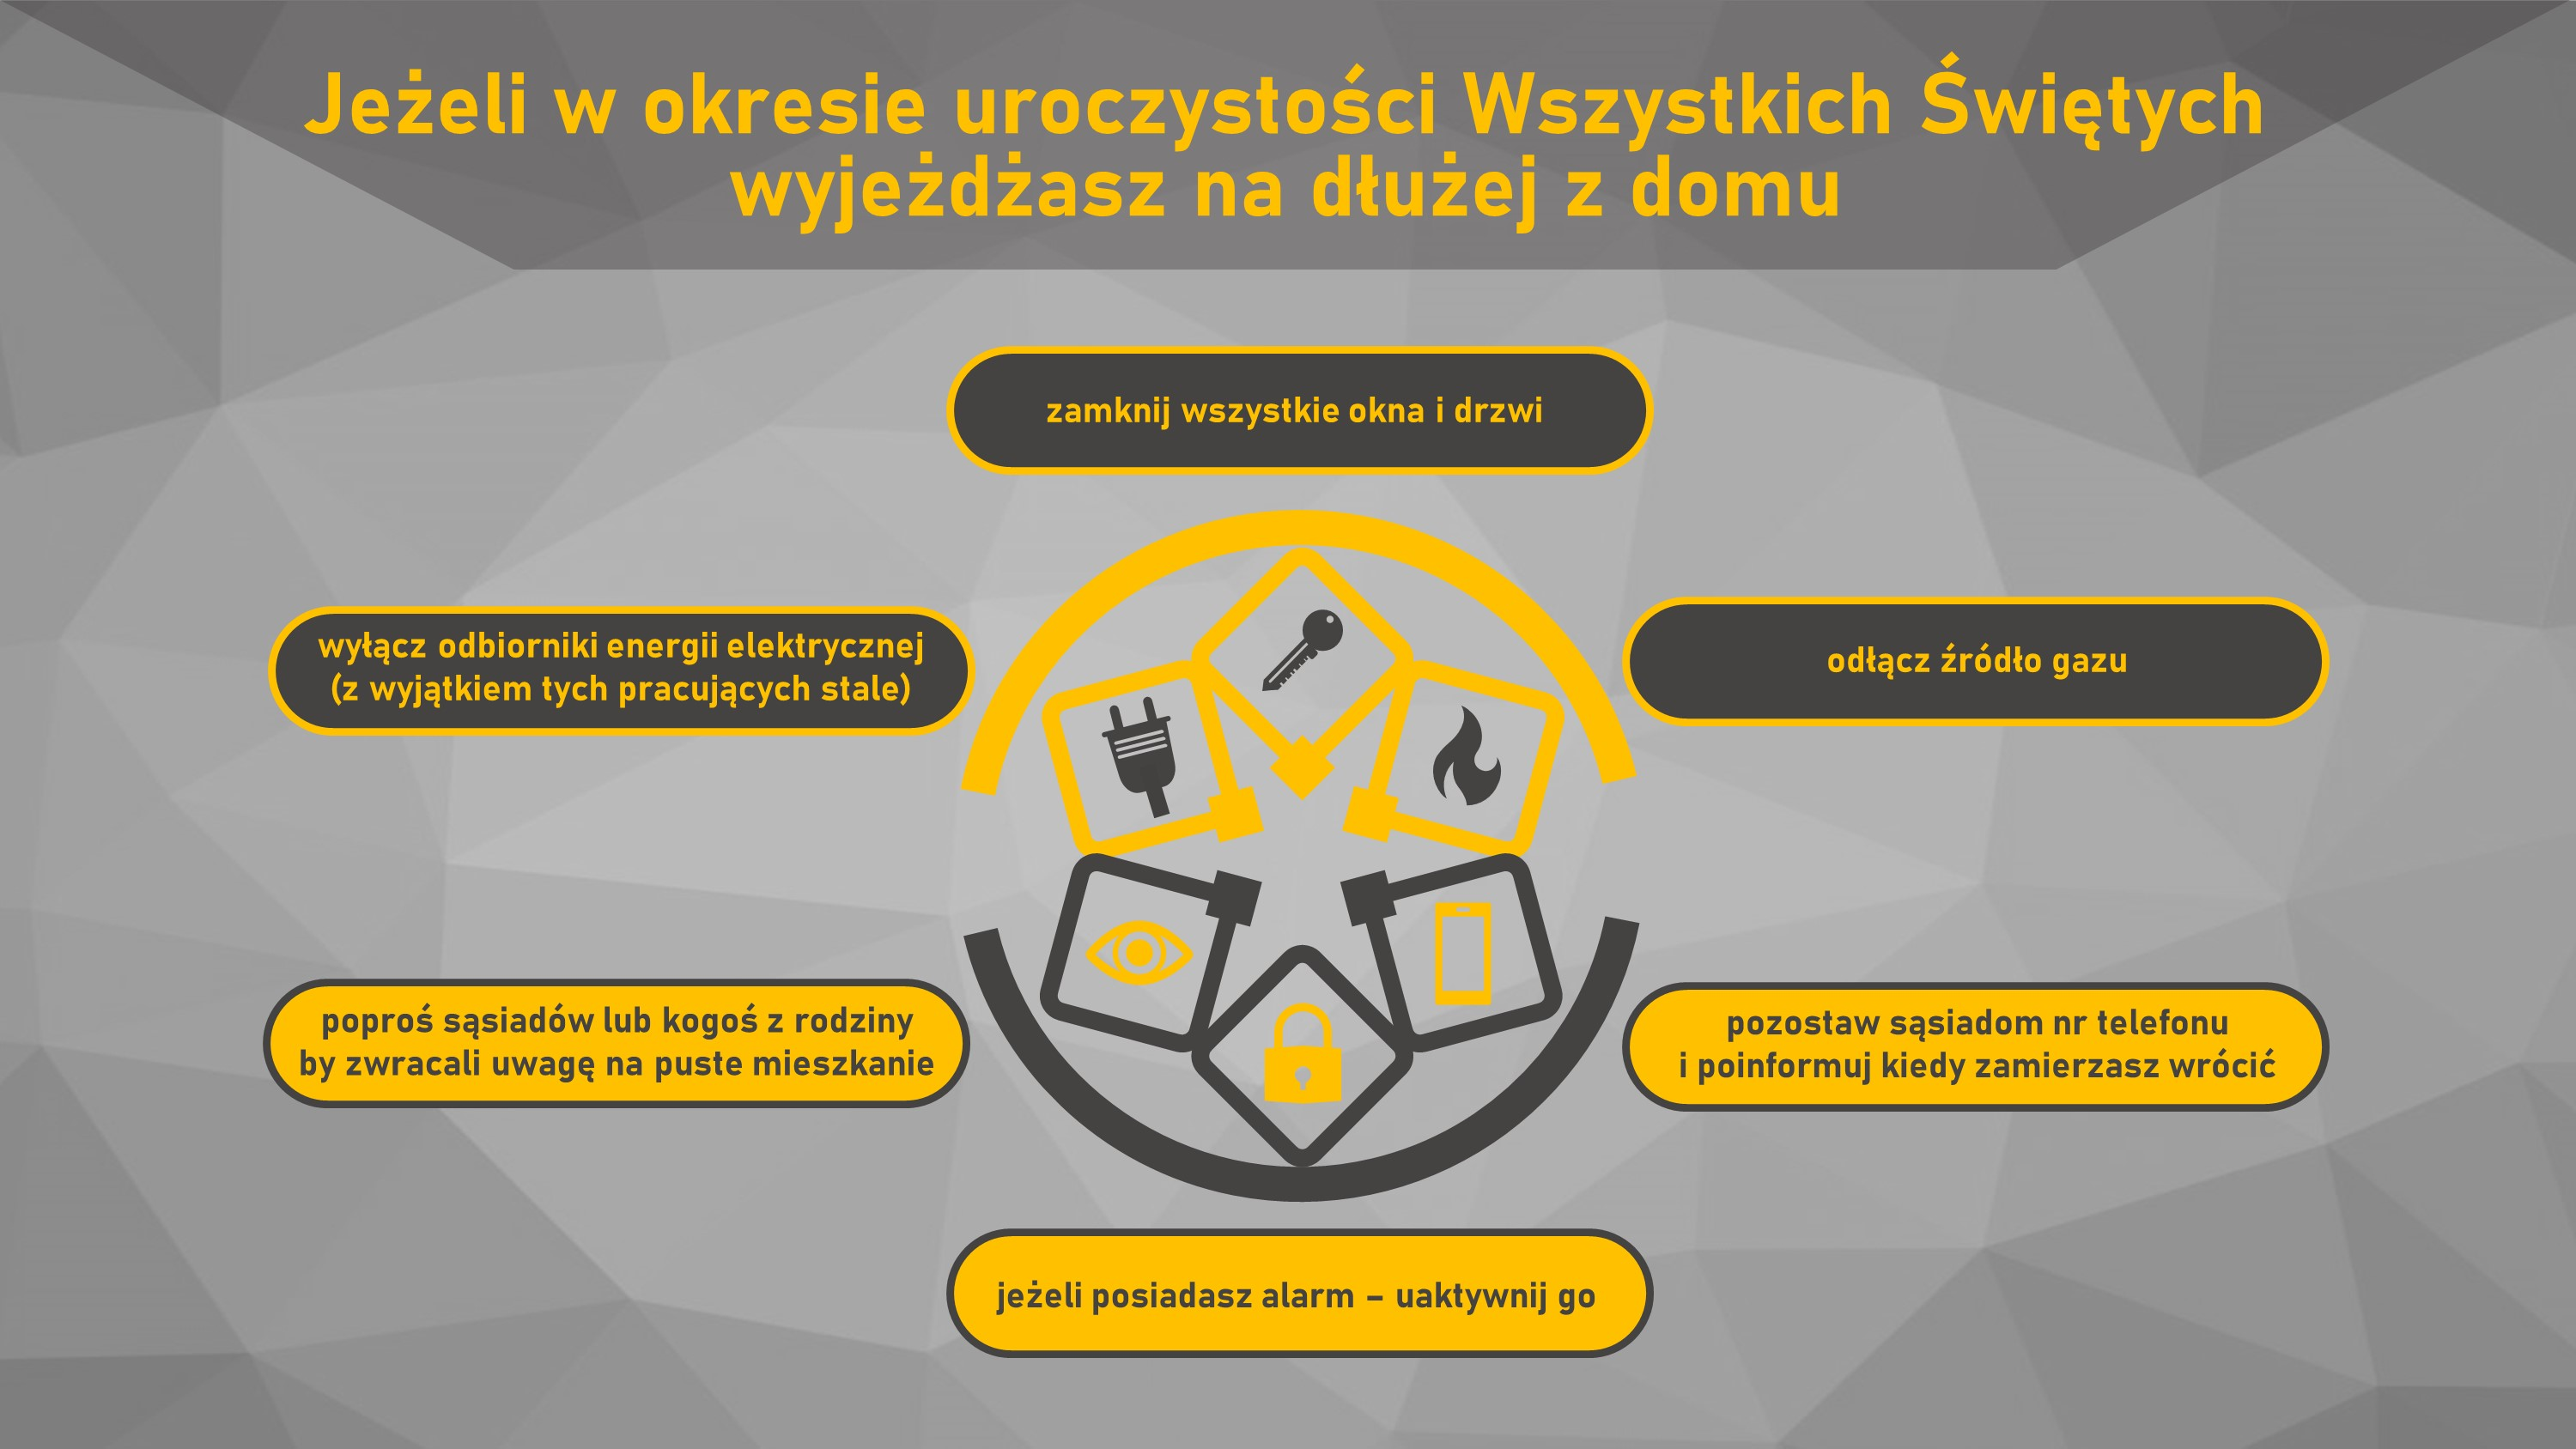 Jeżeli w okresie uroczystości Wszystkich Świętych
wyjeżdżasz na dłużej z domu
zamknij wszystkie okna i drzwi
wyłącz odbiorniki energii elektrycznej
(z wyjątkiem tych pracujących stale)
odłącz źródło gazu
poproś sąsiadów lub kogoś z rodziny
by zwracali uwagę na puste mieszkanie
pozostaw sąsiadom nr telefonu
i poinformuj kiedy zamierzasz wrócić
jeżeli posiadasz alarm – uaktywnij go